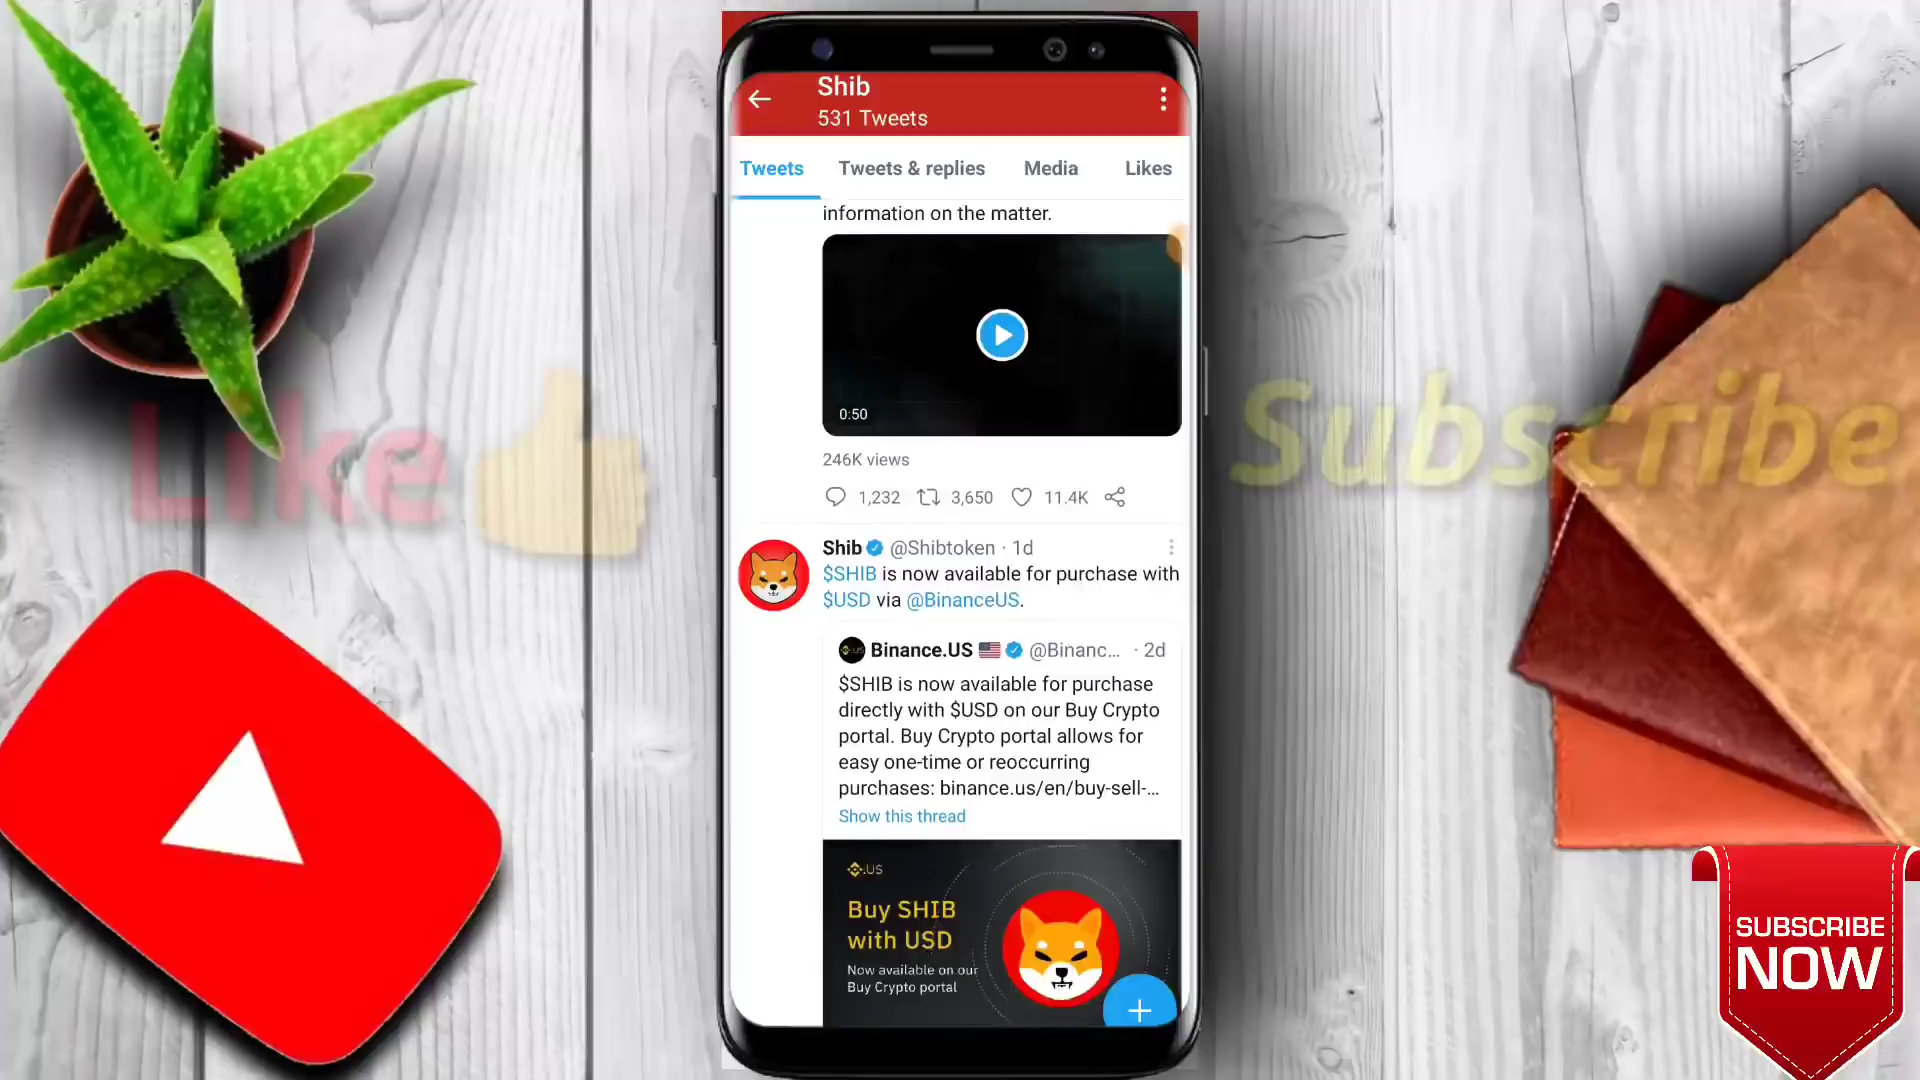 Shib
531 Tweets
Tweets
Tweets & replies
Media
Likes
information on the matter.
0:50
246K views
1,232
3,650
11.4K
Shib @Shibtoken · 1d
$SHIB is now available for purchase with
$USD via @BinanceUS.
Binance.US @Binanc... · 2d
$SHIB is now available for purchase
directly with $USD on our Buy Crypto
portal. Buy Crypto portal allows for
easy one-time or reoccurring
purchases: binance.us/en/buy-sell-...
Show this thread
.US
Buy SHIB
with USD
Now available on our
Buy Crypto portal
Like
Subscribe
SUBSCRIBE
NOW